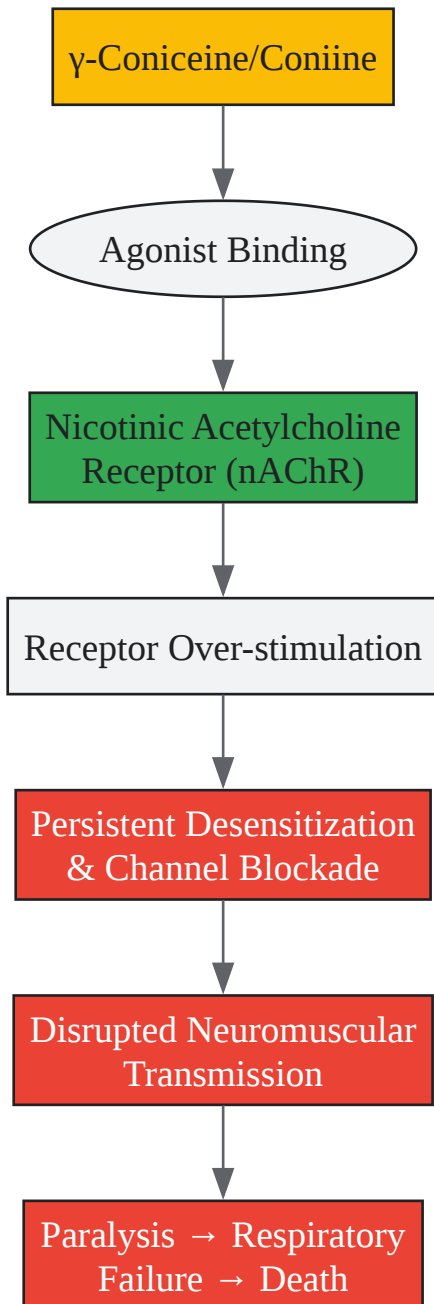 γ-Coniceine/Coniine
Agonist Binding
Nicotinic Acetylcholine
Receptor (nAChR)
Receptor Over-stimulation
Persistent Desensitization
& Channel Blockade
Disrupted Neuromuscular
Transmission
Paralysis → Respiratory
Failure → Death